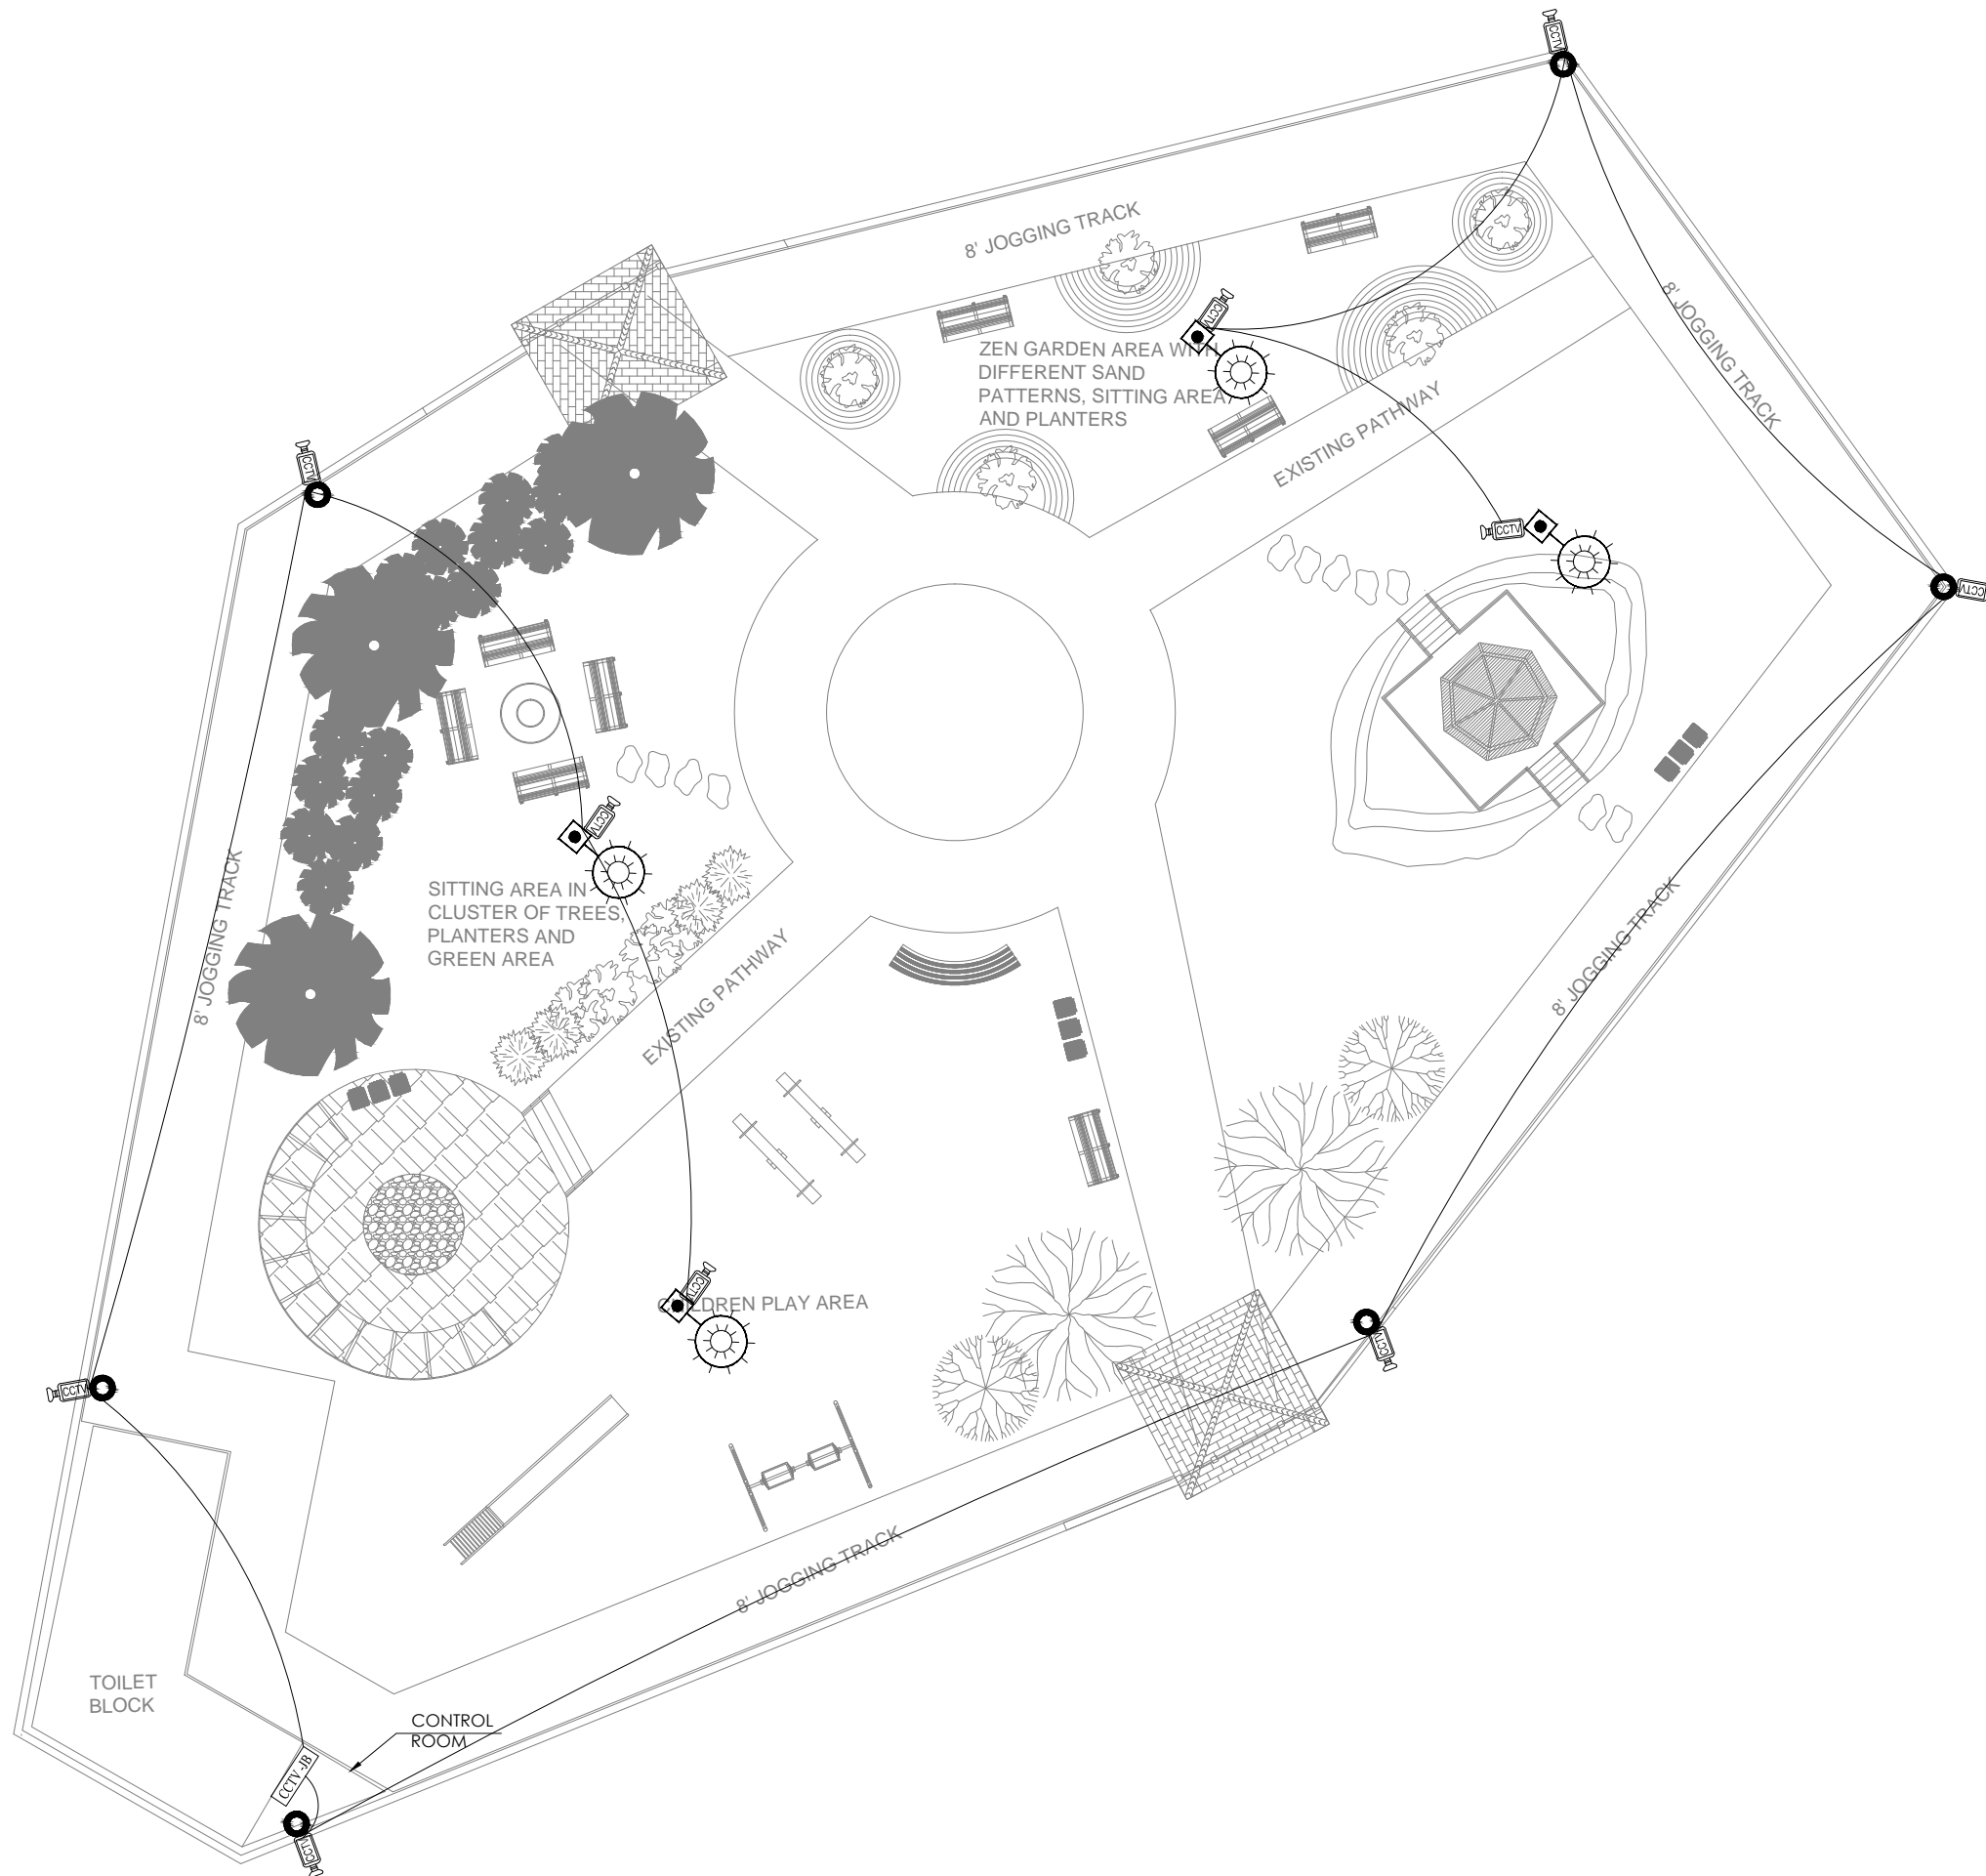 CCTV
8' JOGGING TRACK
8' JOGGING TRACK
CCTV
ZEN GARDEN AREA WITH
DIFFERENT SAND
PATTERNS, SITTING AREA
AND PLANTERS
EXISTING PATHWAY
CCTV
CCTV
CCTV
CCTV
8' JOGGING TRACK
SITTING AREA IN
CLUSTER OF TREES,
PLANTERS AND
GREEN AREA
EXISTING PATHWAY
8' JOGGING TRACK
CCTV
CHILDREN PLAY AREA
CCTV
CCTV
8' JOGGING TRACK
TOILET
BLOCK
CONTROL
ROOM
CCTV -JB
CCTV